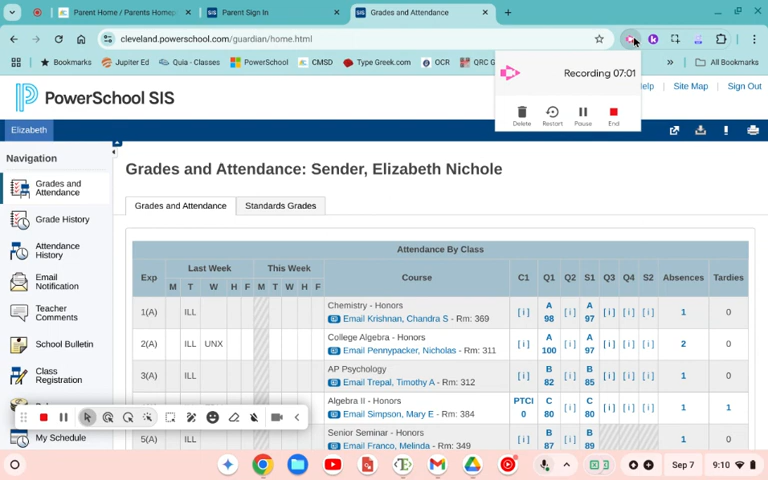 Parent Home / Parenta Homep
Parent Sign In
Grades and Attendance
cleveland.powerschool.com/guardian/home.html
Bookmarks Jupiter Ed Quia - Classes PowerSchool CMSD Type Greek.com OCR QRC G » All Bookmarks
Recording 07:01
Delete Restart Pause End
PowerSchool SIS
elp Site Map Sign Out
Elizabeth
Navigation
Grades and Attendance
Grade History
Attendance History
Email Notification
Teacher Comments
School Bulletin
Class Registration
My Schedule
Grades and Attendance: Sender, Elizabeth Nichole
Grades and Attendance Standards Grades
Attendance By Class
Exp Last Week This Week Course C1 Q1 Q2 S1 Q3 Q4 S2 Absences Tardies
M T W H F M T W H F
1(A) ILL Chemistry - Honors [ i ] A 98 [ i ] A 97 [ i ] [ i ] [ i ] 1 0
Email Krishnan, Chandra S - Rm: 369
2(A) ILL UNX College Algebra - Honors [ i ] A 100 [ i ] A 97 [ i ] [ i ] [ i ] 2 0
Email Pennypacker, Nicholas - Rm: 311
3(A) ILL AP Psychology [ i ] B 82 [ i ] B 85 [ i ] [ i ] [ i ] 1 0
Email Trepal, Timothy A - Rm: 312
Algebra II - Honors PTCI 0 C 80 [ i ] C 80 [ i ] [ i ] [ i ] 1 1
Email Simpson, Mary E - Rm: 384
5(A) ILL Senior Seminar - Honors [ i ] B 87 [ i ] B 89 1 0
Email Franco, Melinda - Rm: 349
Sep 7 9:10